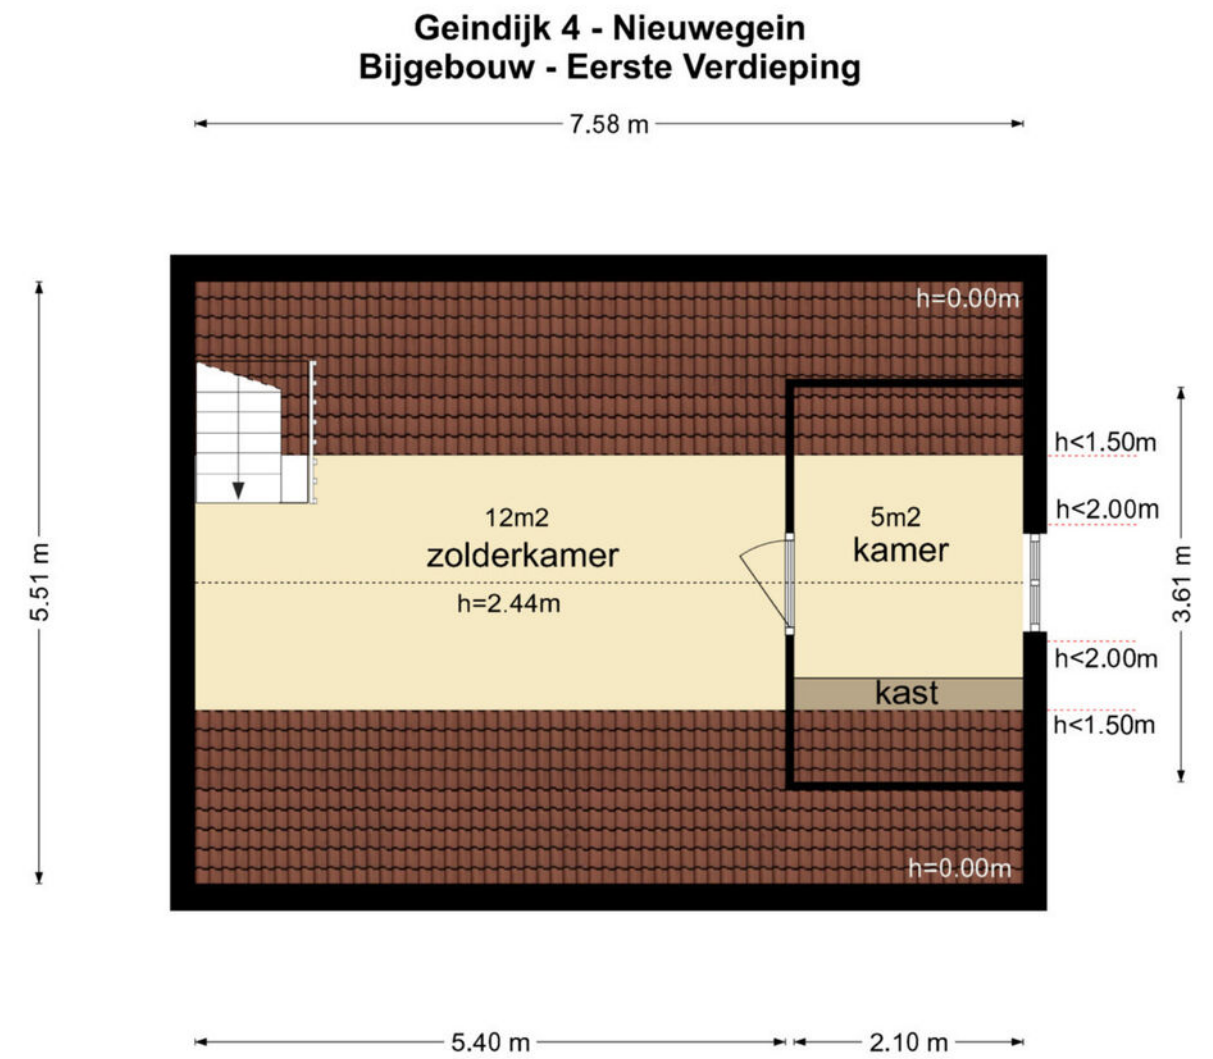 Geindijk 4 - Nieuwegein
Bijgebouw - Eerste Verdieping
7.58 m
h=0.00m
h<1.50m
h<2.00m
12m2
5m2
zolderkamer
kamer
h=2.44m
5.51 m
3.61 m
h<2.00m
kast
h<1.50m
h=0.00m
5.40 m
2.10 m